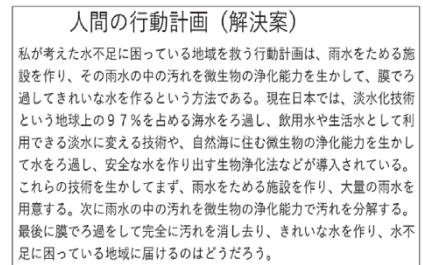 人間の行動計画（解決案）
私が考えた水不足に困っている地域を救う行動計画は、雨水をためる施
設を作り、その雨水の中の汚れを微生物の浄化能力を生かして、膜でろ
過してきれいな水を作るという方法である。現在日本では、淡水化技術
という地球上の９７％を占める海水をろ過し、飲用水や生活水として利
用できる淡水に変える技術や、自然海に住む微生物の浄化能力を生かし
て水をろ過し、安全な水を作り出す生物浄化法などが導入されている。
これらの技術を生かしてまず、雨水をためる施設を作り、大量の雨水を
用意する。次に雨水の中の汚れを微生物の浄化能力で汚れを分解する。
最後に膜でろ過をして完全に汚れを消し去り、きれいな水を作り、水不
足に困っている地域に届けるのはどうだろう。